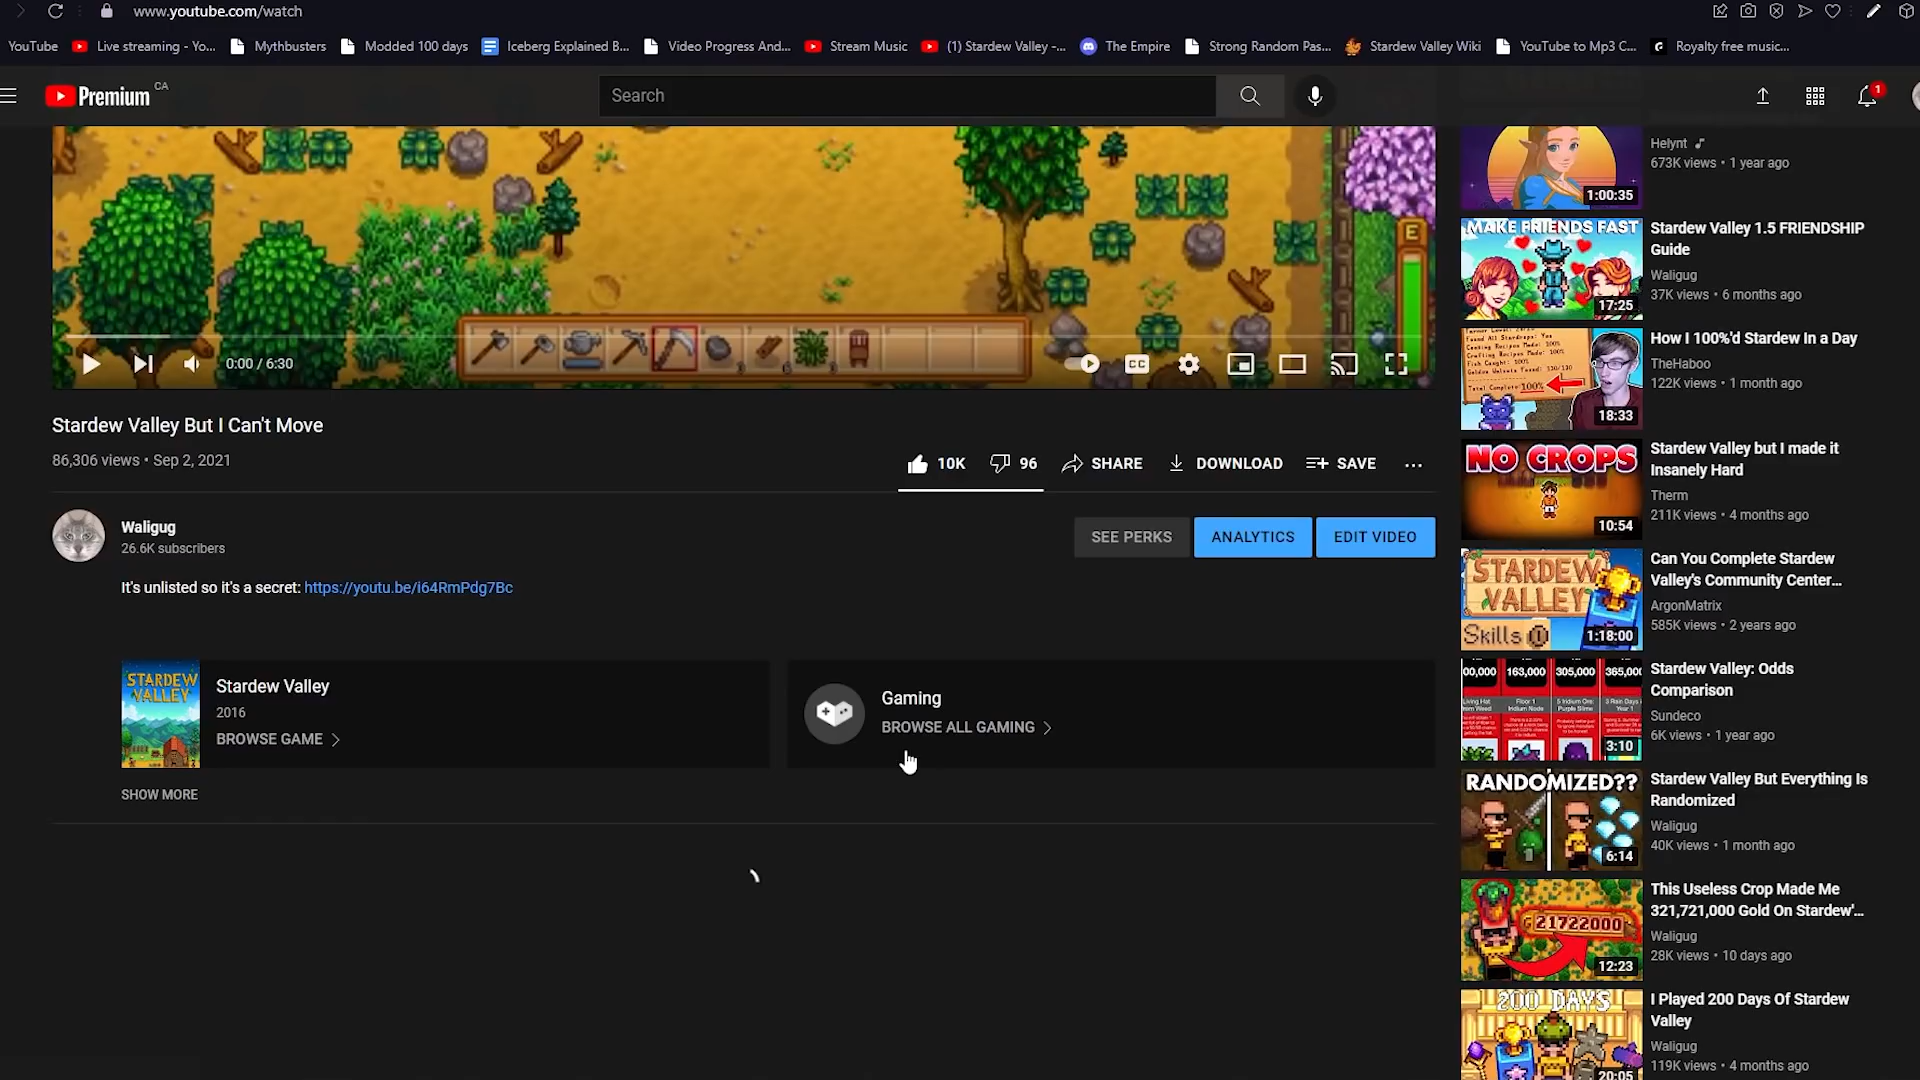 www.youtube.com/watch
YouTube
Live streaming - Yo...
Mythbusters
Modded 100 days
Iceberg Explained B...
Video Progress And...
Stream Music
(1) Stardew Valley -...
The Empire
Strong Random Pas...
Stardew Valley Wiki
YouTube to Mp3 C...
Royalty free music...
Premium CA
Search
1
E
0:00 / 6:30
CC
Stardew Valley But I Can't Move
86,306 views • Sep 2, 2021
10K
96
SHARE
DOWNLOAD
SAVE
Waligug
26.6K subscribers
SEE PERKS
ANALYTICS
EDIT VIDEO
It's unlisted so it's a secret: https://youtu.be/i64RmPdg7Bc
STARDEW VALLEY
Stardew Valley
2016
BROWSE GAME
Gaming
BROWSE ALL GAMING
SHOW MORE
1:00:35
Helynt
673K views • 1 year ago
MAKE FRIENDS FAST
17:25
Stardew Valley 1.5 FRIENDSHIP
Guide
Waligug
37K views • 6 months ago
Total Complete: 100%
18:33
How I 100%'d Stardew In a Day
TheHaboo
122K views • 1 month ago
NO CROPS
10:54
Stardew Valley but I made it
Insanely Hard
Therm
211K views • 4 months ago
STARDEW
VALLEY
Skills
1:18:00
Can You Complete Stardew
Valley's Community Center...
ArgonMatrix
585K views • 2 years ago
00,000
163,000
305,000
365,00
3:10
Stardew Valley: Odds
Comparison
Sundeco
6K views • 1 year ago
RANDOMIZED??
6:14
Stardew Valley But Everything Is
Randomized
Waligug
40K views • 1 month ago
21722000
12:23
This Useless Crop Made Me
321,721,000 Gold On Stardew'...
Waligug
28K views • 10 days ago
200 DAYS
20:05
I Played 200 Days Of Stardew
Valley
Waligug
119K views • 4 months ago